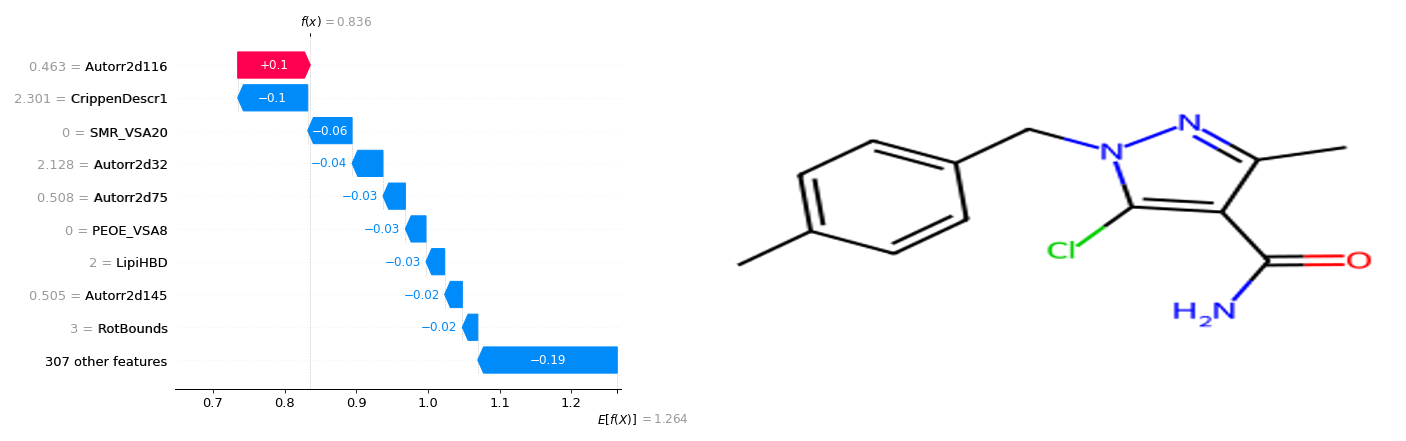 f(x) = 0.836
0.463 = Autorr2d116
+0.1
2.301 = CrippenDescr1
−0.1
0 = SMR_VSA20
−0.06
2.128 = Autorr2d32
−0.04
0.508 = Autorr2d75
−0.03
0 = PEOE_VSA8
−0.03
2 = LipiHBD
−0.03
0.505 = Autorr2d145
−0.02
3 = RotBounds
−0.02
307 other features
−0.19
0.7 0.8 0.9 1.0 1.1 1.2
E[f(X)] = 1.264
N
N
Cl
O
H2N